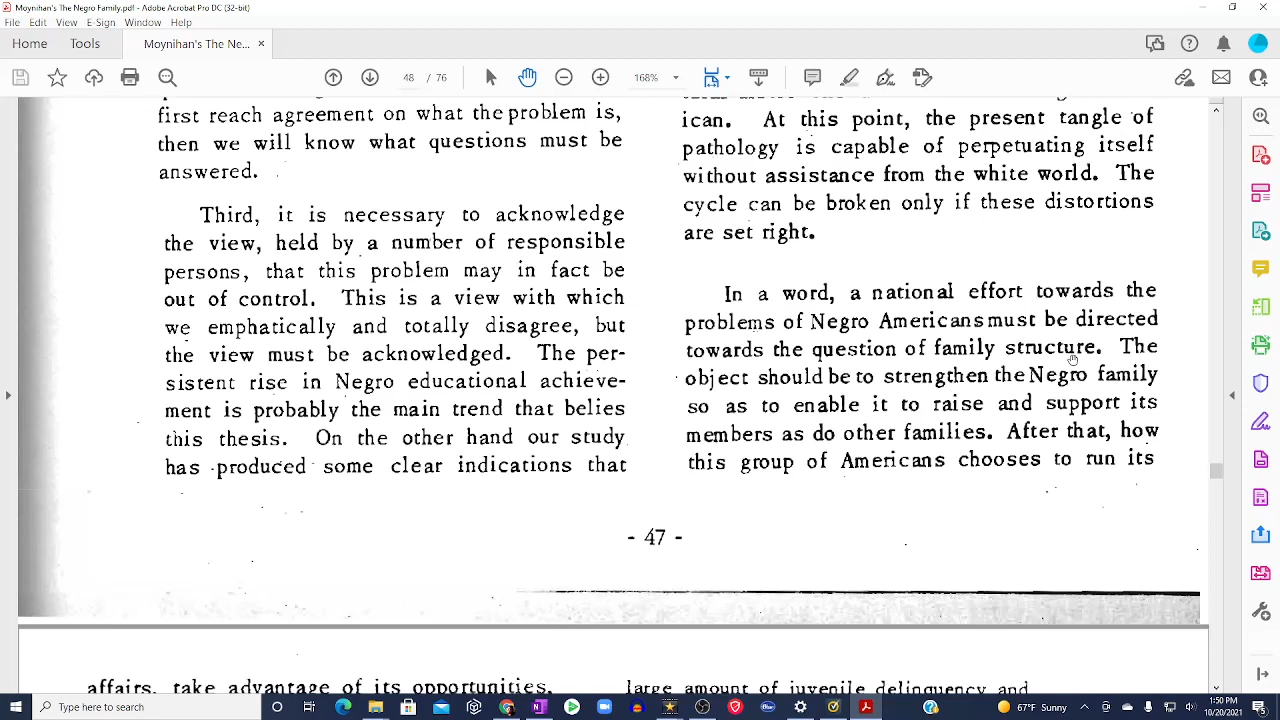 Moynihan's The Negro Family.pdf - Adobe Acrobat Pro DC (32-bit)
File Edit View E-Sign Window Help
Home Tools Moynihan's The Ne... ×
48 / 76 168%
first reach agreement on what the problem is,
then we will know what questions must be
answered.
Third, it is necessary to acknowledge
the view, held by a number of responsible
persons, that this problem may in fact be
out of control. This is a view with which
we emphatically and totally disagree, but
the view must be acknowledged. The per-
sistent rise in Negro educational achieve-
ment is probably the main trend that belies
this thesis. On the other hand our study
has produced some clear indications that
ican. At this point, the present tangle of
pathology is capable of perpetuating itself
without assistance from the white world. The
cycle can be broken only if these distortions
are set right.
In a word, a national effort towards the
problems of Negro Americans must be directed
towards the question of family structure. The
object should be to strengthen the Negro family
so as to enable it to raise and support its
members as do other families. After that, how
this group of Americans chooses to run its
- 47 -
affairs, take advantage of its opportunities,
large amount of juvenile delinquency and
Type here to search
67°F Sunny
1:50 PM
10/20/2021